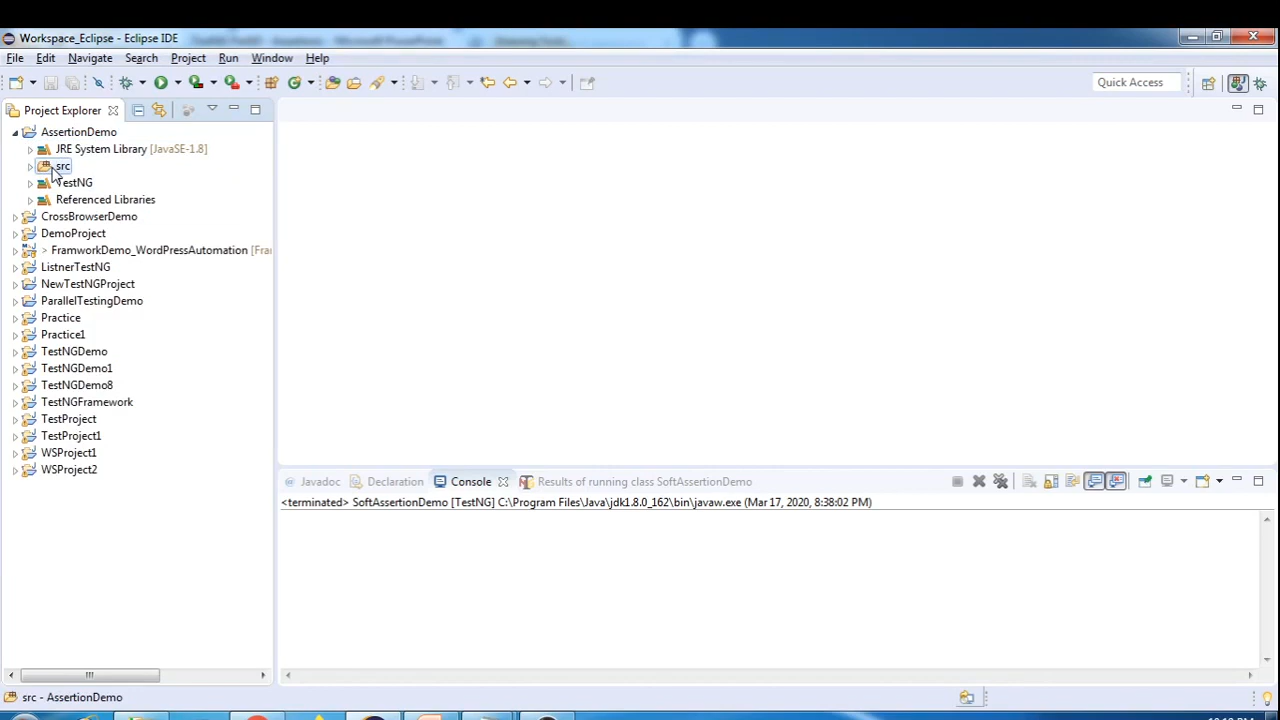 Workspace_Eclipse - Eclipse IDE
File Edit Navigate Search Project Run Window Help
Quick Access
Project Explorer
AssertionDemo
JRE System Library [JavaSE-1.8]
src
TestNG
Referenced Libraries
CrossBrowserDemo
DemoProject
> FramworkDemo_WordPressAutomation [Fra
ListnerTestNG
NewTestNGProject
ParallelTestingDemo
Practice
Practice1
TestNGDemo
TestNGDemo1
TestNGDemo8
TestNGFramework
TestProject
TestProject1
WSProject1
WSProject2
Javadoc Declaration Console Results of running class SoftAssertionDemo
<terminated> SoftAssertionDemo [TestNG] C:\Program Files\Java\jdk1.8.0_162\bin\javaw.exe (Mar 17, 2020, 8:38:02 PM)
src - AssertionDemo